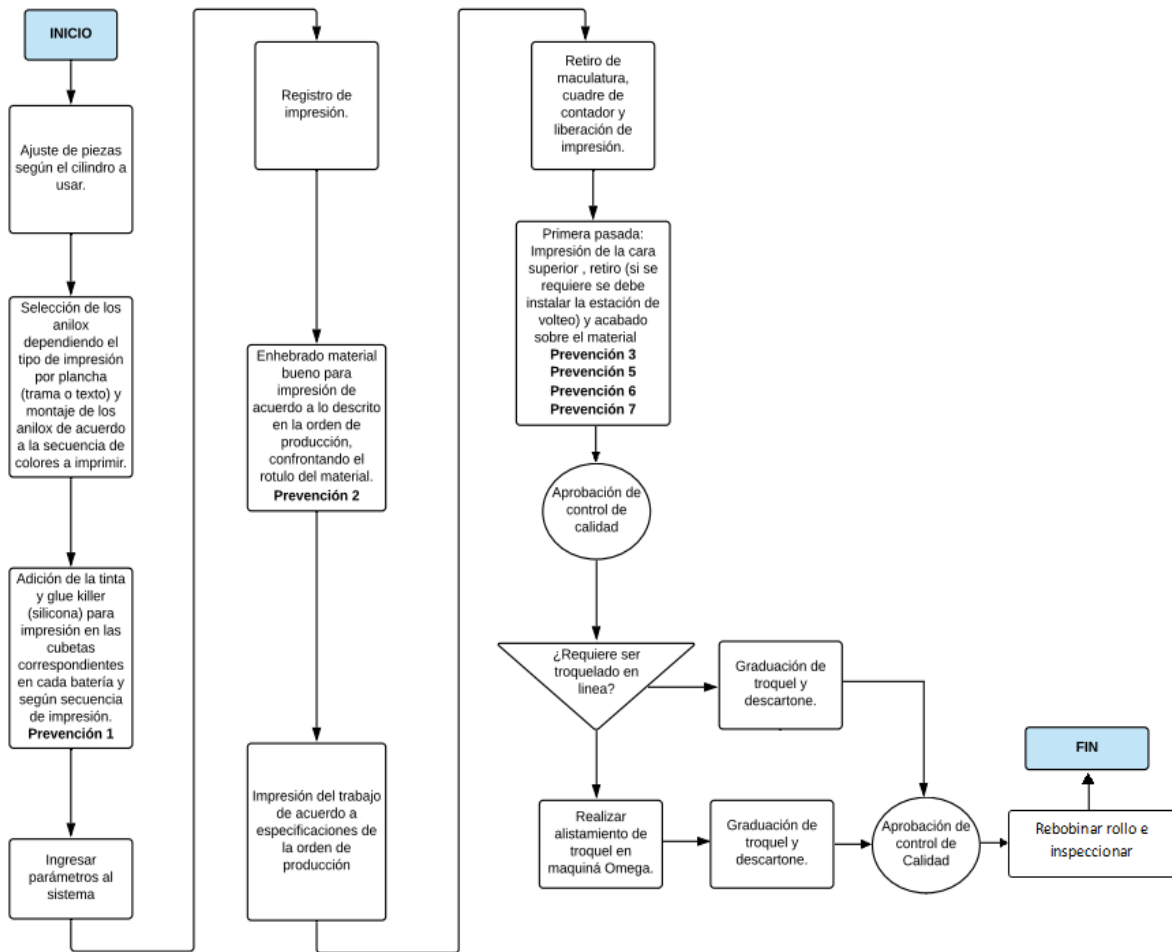 INICIO
Ajuste de piezas
según el cilindro a
usar.
Selección de los
anilox dependiendo el
tipo de impresión
por plancha
(trama o texto) y
montaje de los
anilox de acuerdo
a la secuencia de
colores a imprimir.
Adición de la tinta
y glue killer
(silicona) para
impresión en las
cubetas
correspondientes
en cada batería y
según secuencia
de impresión.
Prevención 1
Ingresar
parámetros al
sistema
Registro de
impresión.
Enhebrado material
bueno para
impresión de
acuerdo a lo descrito
en la orden de
producción,
confrontando el
rotulo del material.
Prevención 2
Impresión del trabajo
de acuerdo a
especificaciones de
la orden de
producción
Retiro de
maculatura,
cuadre de
contador y
liberación de
impresión.
Primera pasada:
Impresión de la cara
superior , retiro (si se
requiere se debe
instalar la estación de
volteo) y acabado
sobre el material
Prevención 3
Prevención 5
Prevención 6
Prevención 7
Aprobación de
control de
calidad
¿Requiere ser
troquelado en
linea?
Graduación de
troquel y
descartone.
Realizar
alistamiento de
troquel en
maquiná Omega.
Graduación de
troquel y
descartone.
Aprobación de
control de
Calidad
Rebobinar rollo e
inspeccionar
FIN